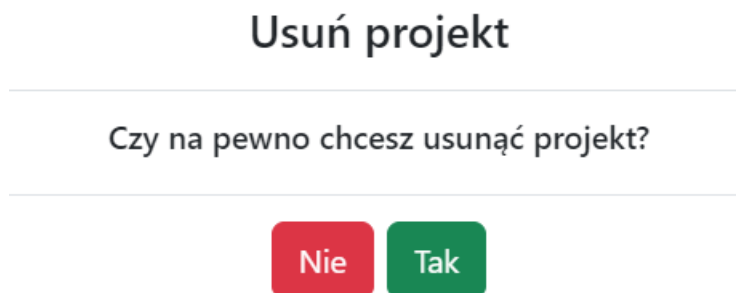 Usuń projekt
Czy na pewno chcesz usunąć projekt?
Nie Tak